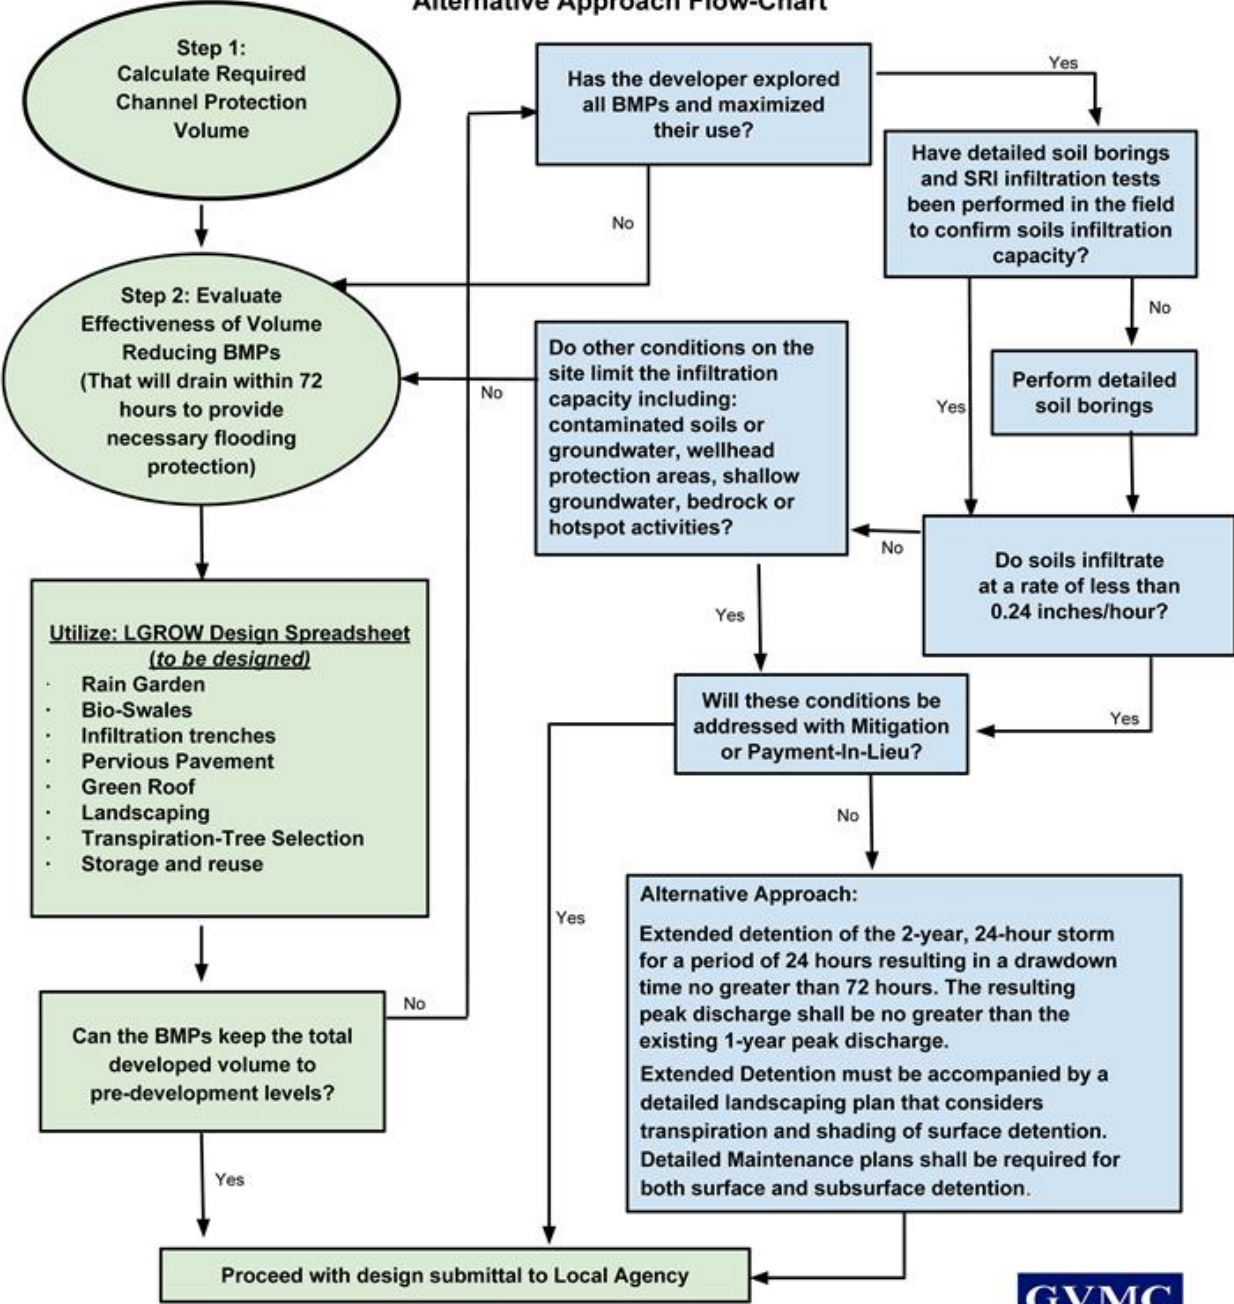 Alternative Approach Flow-Chart
Step 1:
Calculate Required
Channel Protection
Volume
Has the developer explored
all BMPs and maximized
their use?
Yes
No
Have detailed soil borings
and SRI infiltration tests
been performed in the field
to confirm soils infiltration
capacity?
No
Yes
Perform detailed
soil borings
Step 2: Evaluate
Effectiveness of Volume
Reducing BMPs
(That will drain within 72
hours to provide
necessary flooding
protection)
No
Do other conditions on the
site limit the infiltration
capacity including:
contaminated soils or
groundwater, wellhead
protection areas, shallow
groundwater, bedrock or
hotspot activities?
No
Do soils infiltrate
at a rate of less than
0.24 inches/hour?
Yes
Yes
Will these conditions be
addressed with Mitigation
or Payment-In-Lieu?
No
Yes
Utilize: LGROW Design Spreadsheet
(to be designed)
· Rain Garden
· Bio-Swales
· Infiltration trenches
· Pervious Pavement
· Green Roof
· Landscaping
· Transpiration-Tree Selection
· Storage and reuse
Alternative Approach:
Extended detention of the 2-year, 24-hour storm
for a period of 24 hours resulting in a drawdown
time no greater than 72 hours. The resulting
peak discharge shall be no greater than the
existing 1-year peak discharge.
Extended Detention must be accompanied by a
detailed landscaping plan that considers
transpiration and shading of surface detention.
Detailed Maintenance plans shall be required for
both surface and subsurface detention.
Can the BMPs keep the total
developed volume to
pre-development levels?
No
Yes
Proceed with design submittal to Local Agency
GVMC